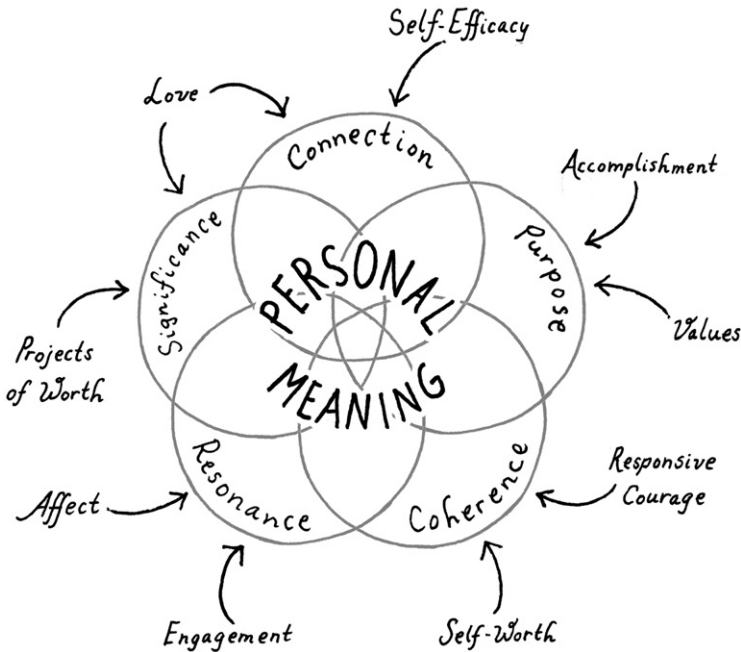 Self-Efficacy
Love
Connection
Accomplishment
Significance
Purpose
PERSONAL
MEANING
Projects
of Worth
Values
Resonance
Coherence
Responsive
Courage
Affect
Engagement
Self-Worth